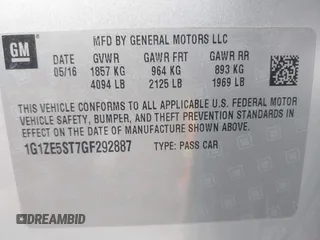 GM
MFD BY GENERAL MOTORS LLC
DATE GVWR GAWR FRT GAWR RR
05/16 1857 KG 964 KG 893 KG
4094 LB 2125 LB 1969 LB
THIS VEHICLE CONFORMS TO ALL APPLICABLE U.S. FEDERAL MOTOR
VEHICLE SAFETY, BUMPER, AND THEFT PREVENTION STANDARDS IN
EFFECT ON THE DATE OF MANUFACTURE SHOWN ABOVE.
1G1ZE5ST7GF292887 TYPE: PASS CAR
1DREAMBID